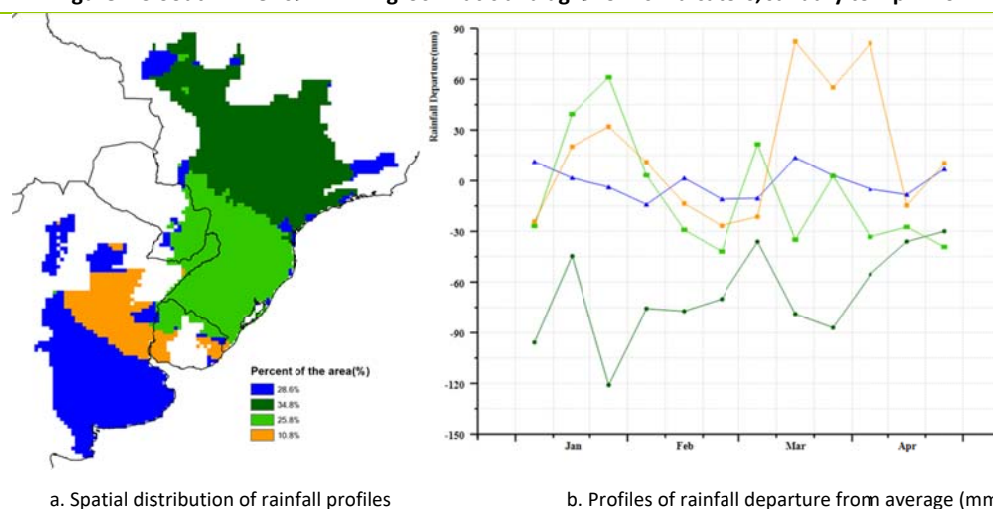 Percent of the area(%)
28.6%
34.8%
25.8%
10.8%
Rainfall Departure(mm)
90
60
30
0
-30
-60
-90
-120
-150
Jan
Feb
Mar
Apr
a. Spatial distribution of rainfall profiles
b. Profiles of rainfall departure from average (mm